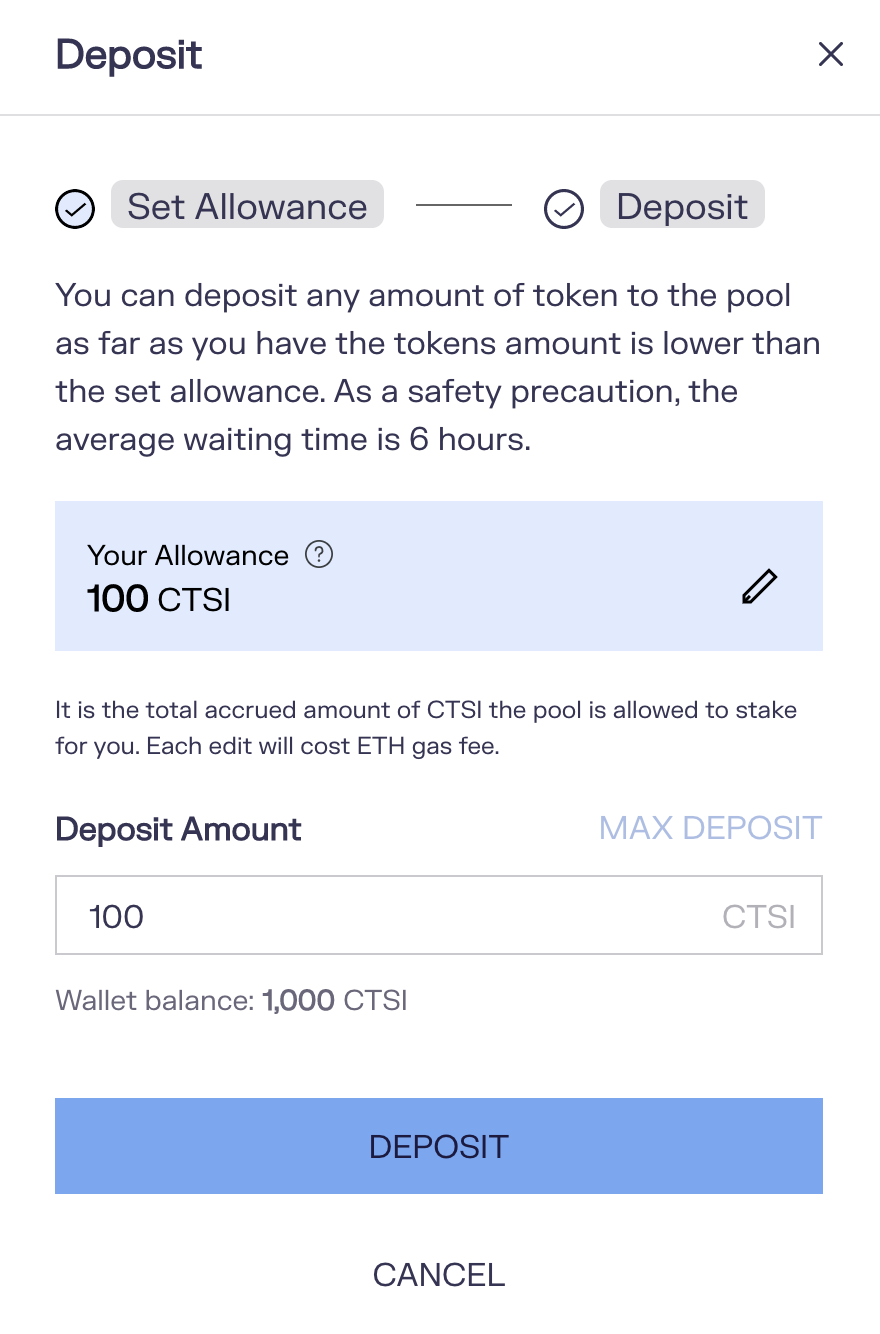 Deposit
Set Allowance
Deposit
You can deposit any amount of token to the pool
as far as you have the tokens amount is lower than
the set allowance. As a safety precaution, the
average waiting time is 6 hours.
Your Allowance ?
100 CTSI
It is the total accrued amount of CTSI the pool is allowed to stake
for you. Each edit will cost ETH gas fee.
Deposit Amount MAX DEPOSIT
100 CTSI
Wallet balance: 1,000 CTSI
DEPOSIT
CANCEL